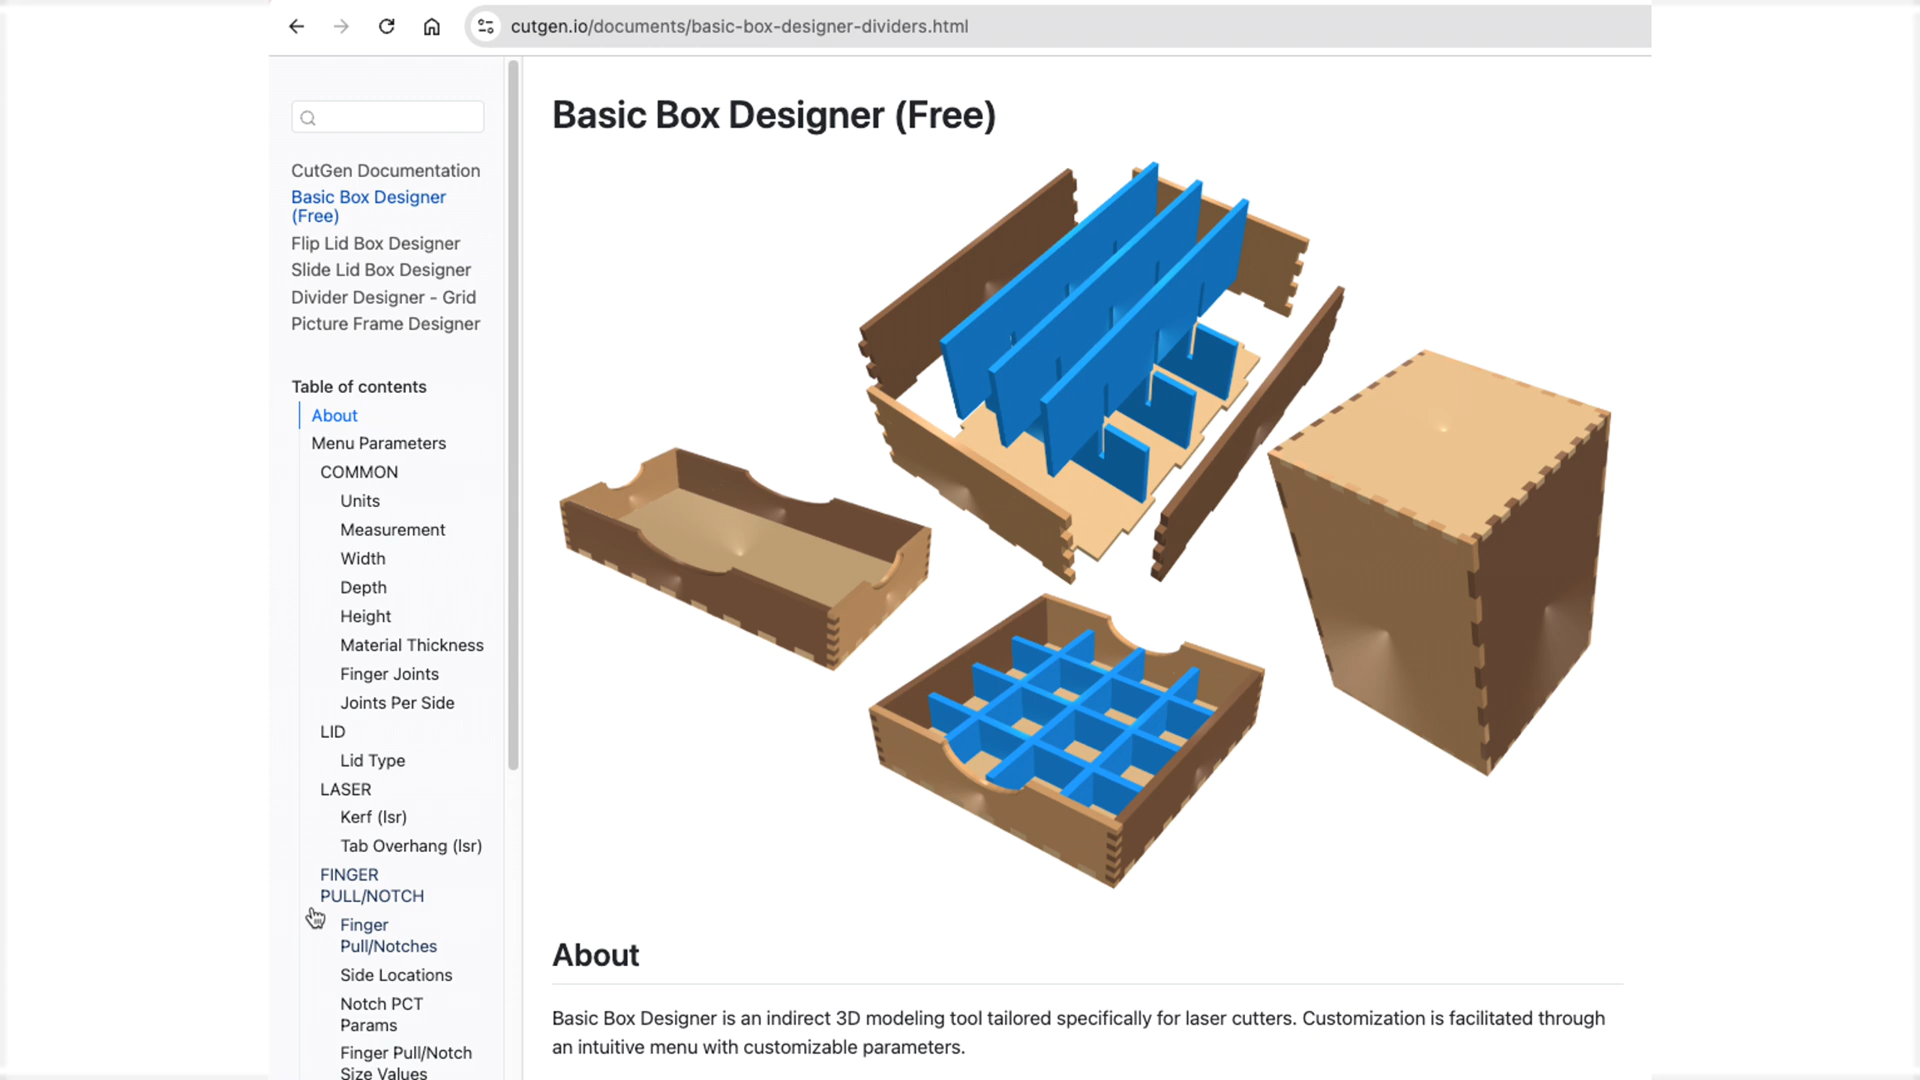 cutgen.io/documents/basic-box-designer-dividers.html
CutGen Documentation
Basic Box Designer
(Free)
Flip Lid Box Designer
Slide Lid Box Designer
Divider Designer - Grid
Picture Frame Designer
Table of contents
About
Menu Parameters
COMMON
Units
Measurement
Width
Depth
Height
Material Thickness
Finger Joints
Joints Per Side
LID
Lid Type
LASER
Kerf (lsr)
Tab Overhang (lsr)
FINGER
PULL/NOTCH
Finger
Pull/Notches
Side Locations
Notch PCT
Params
Finger Pull/Notch
Size Values
Basic Box Designer (Free)
About
Basic Box Designer is an indirect 3D modeling tool tailored specifically for laser cutters. Customization is facilitated through
an intuitive menu with customizable parameters.